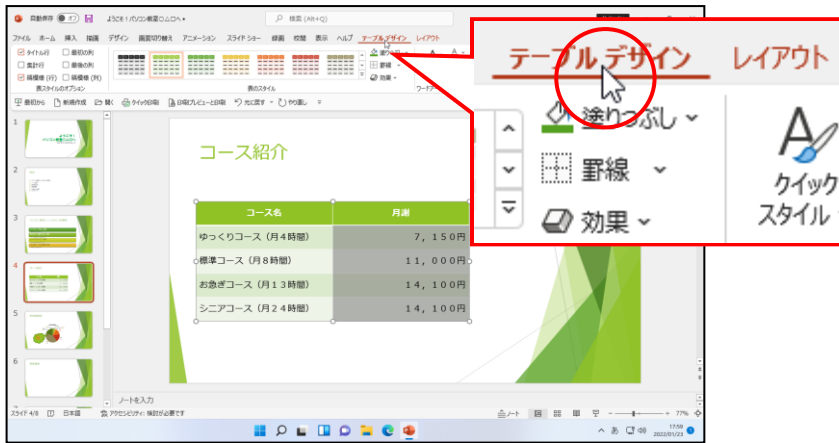 自動保存 オフ ようこそ！パソコン教室○ムロへ 検索 (Alt+Q)
ファイル ホーム 挿入 描画 デザイン 画面切り替え アニメーション スライド ショー 録画 校閲 表示 ヘルプ テーブル デザイン レイアウト
タイトル行 最初の列
集計行 最後の列
縞模様 (行) 縞模様 (列)
罫線
効果
表スタイルのオプション 表のスタイル
最初から 新規作成 開く クイック印刷 印刷プレビューと印刷 元に戻す やり直し
テーブル デザイン レイアウト
塗りつぶし
罫線
効果
クイック
スタイル
1
2
3
4
5
6
コース紹介
コース名 月謝
ゆっくりコース（月４時間） ７，１５０円
標準コース（月８時間） １１，０００円
お急ぎコース（月１３時間） １４，１００円
シニアコース（月２４時間） １４，１００円
ノートを入力
スライド 4/8 日本語 アクセシビリティ: 検討が必要です ノート 77%
あ 17:59
2022/01/23